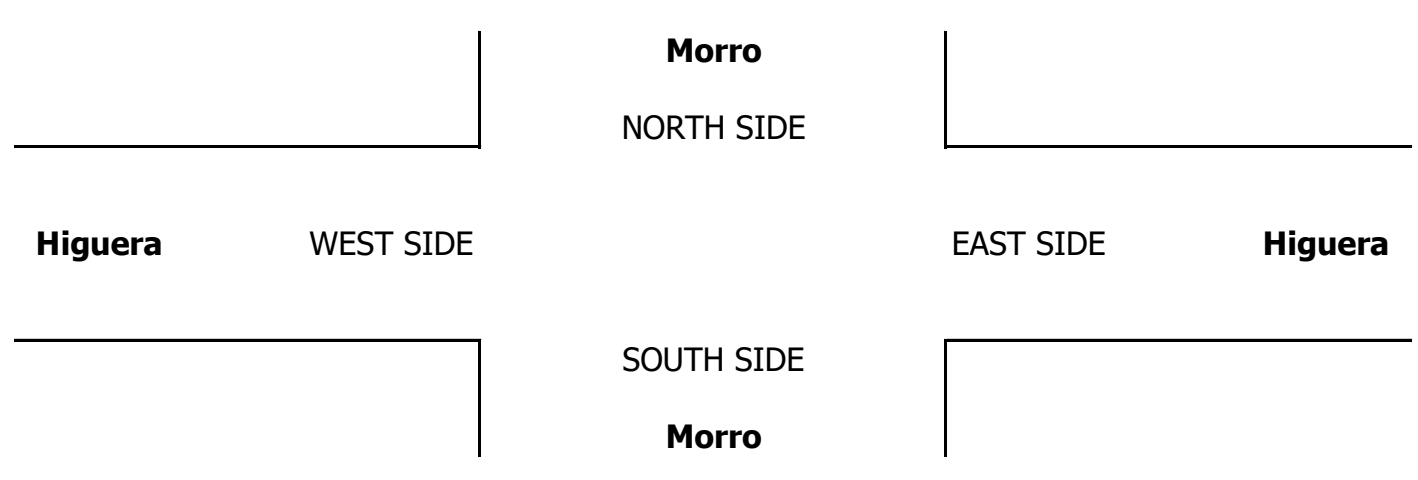 Morro
NORTH SIDE
Higuera WEST SIDE EAST SIDE Higuera
SOUTH SIDE
Morro